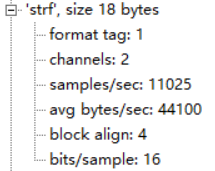 'strf', size 18 bytes
format tag: 1
channels: 2
samples/sec: 11025
avg bytes/sec: 44100
block align: 4
bits/sample: 16